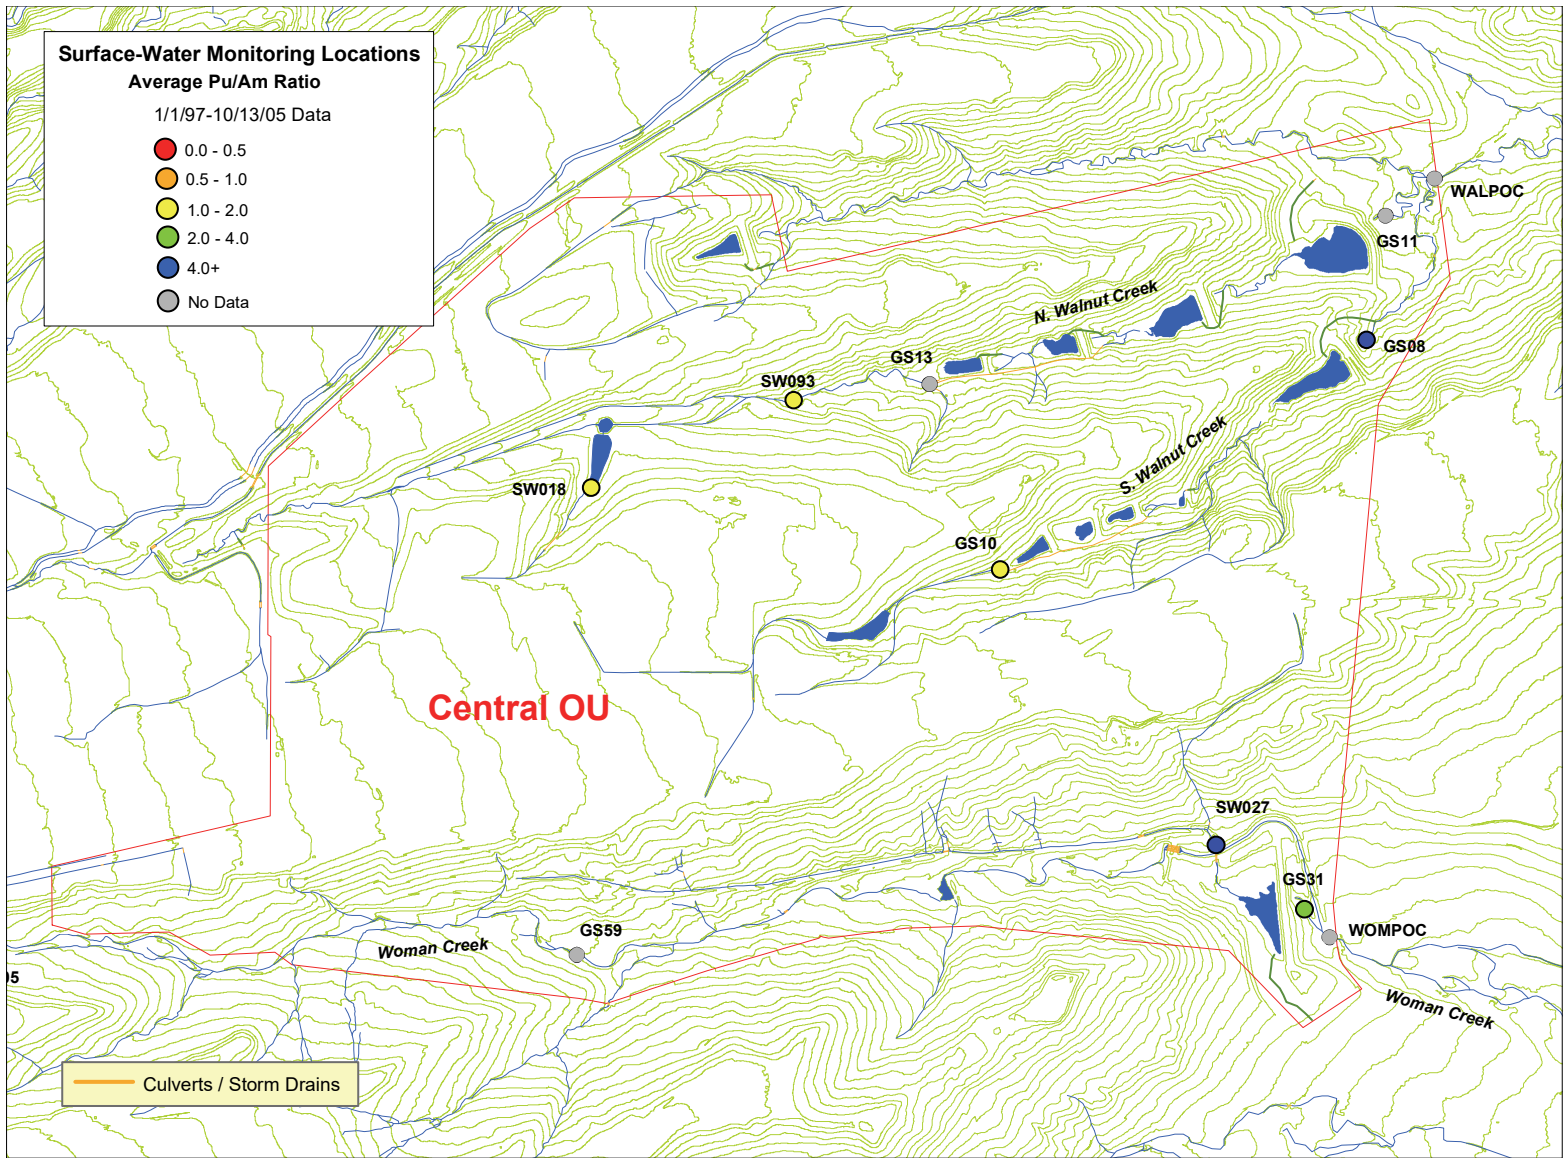 Surface-Water Monitoring Locations
Average Pu/Am Ratio
1/1/97-10/13/05 Data
0.0 - 0.5
0.5 - 1.0
1.0 - 2.0
2.0 - 4.0
4.0+
No Data
WALPOC
GS11
N. Walnut Creek
GS08
GS13
SW093
S. Walnut Creek
SW018
GS10
Central OU
SW027
GS31
GS59
WOMPOC
Woman Creek
Woman Creek
Culverts / Storm Drains